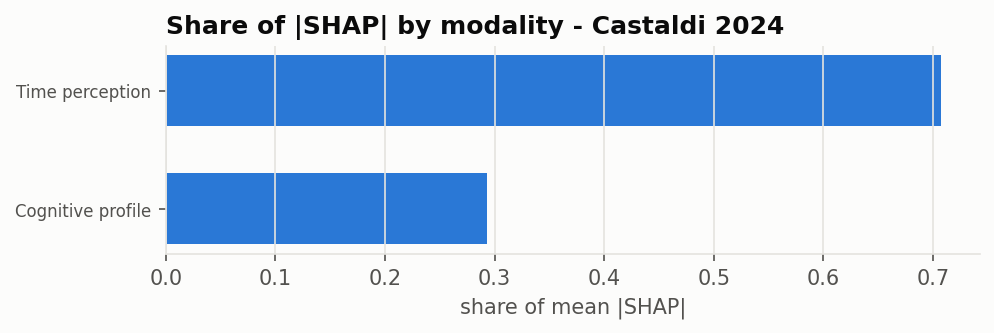 Share of |SHAP| by modality - Castaldi 2024
Time perception
Cognitive profile
0.0 0.1 0.2 0.3 0.4 0.5 0.6 0.7
share of mean |SHAP|